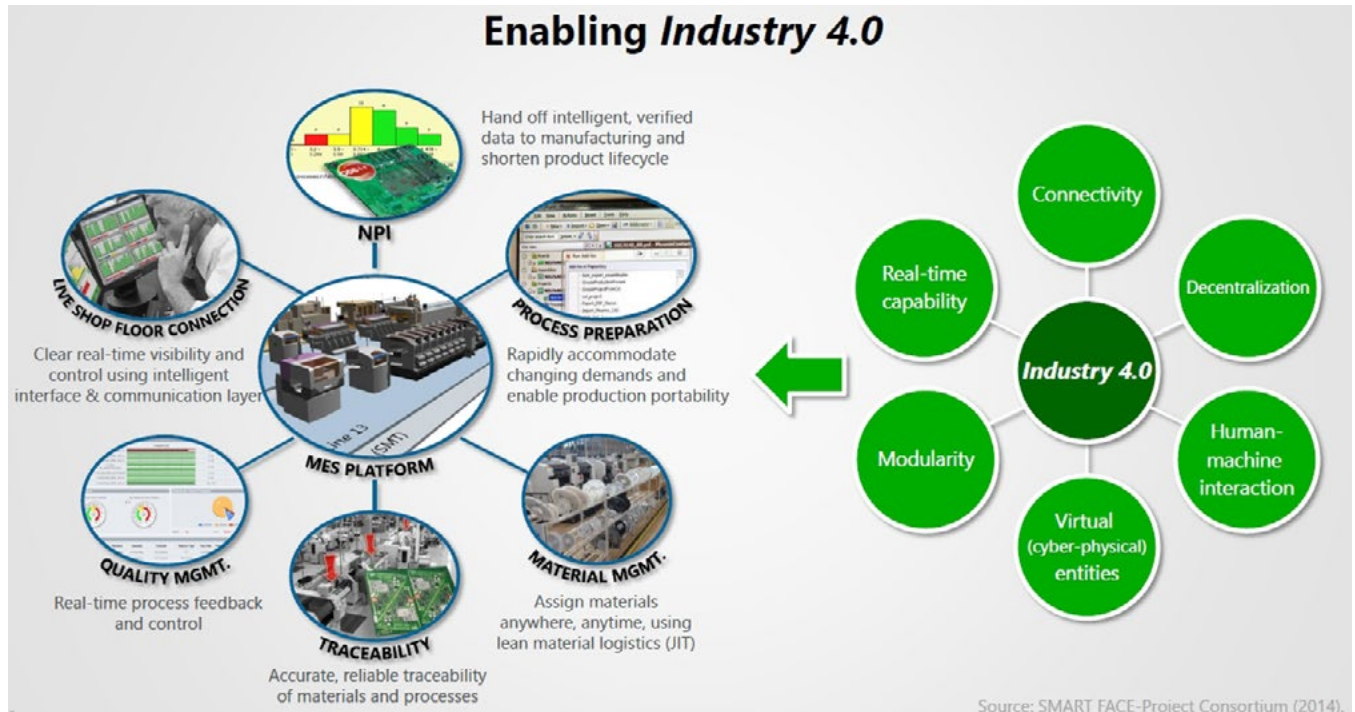 Enabling Industry 4.0
Hand off intelligent, verified
data to manufacturing and
shorten product lifecycle
NPI
LIVE SHOP FLOOR CONNECTION
Clear real-time visibility and
control using intelligent
interface & communication layer
PROCESS PREPARATION
Rapidly accommodate
changing demands and
enable production portability
13
(SMT)
MES PLATFORM
QUALITY MGMT.
Real-time process feedback
and control
TRACEABILITY
Accurate, reliable traceability
of materials and processes
MATERIAL MGMT.
Assign materials
anywhere, anytime, using
lean material logistics (JIT)
Connectivity
Real-time
capability
Decentralization
Industry 4.0
Modularity
Human-
machine
interaction
Virtual
(cyber-physical)
entities
Source: SMART FACE-Project Consortium (2014).